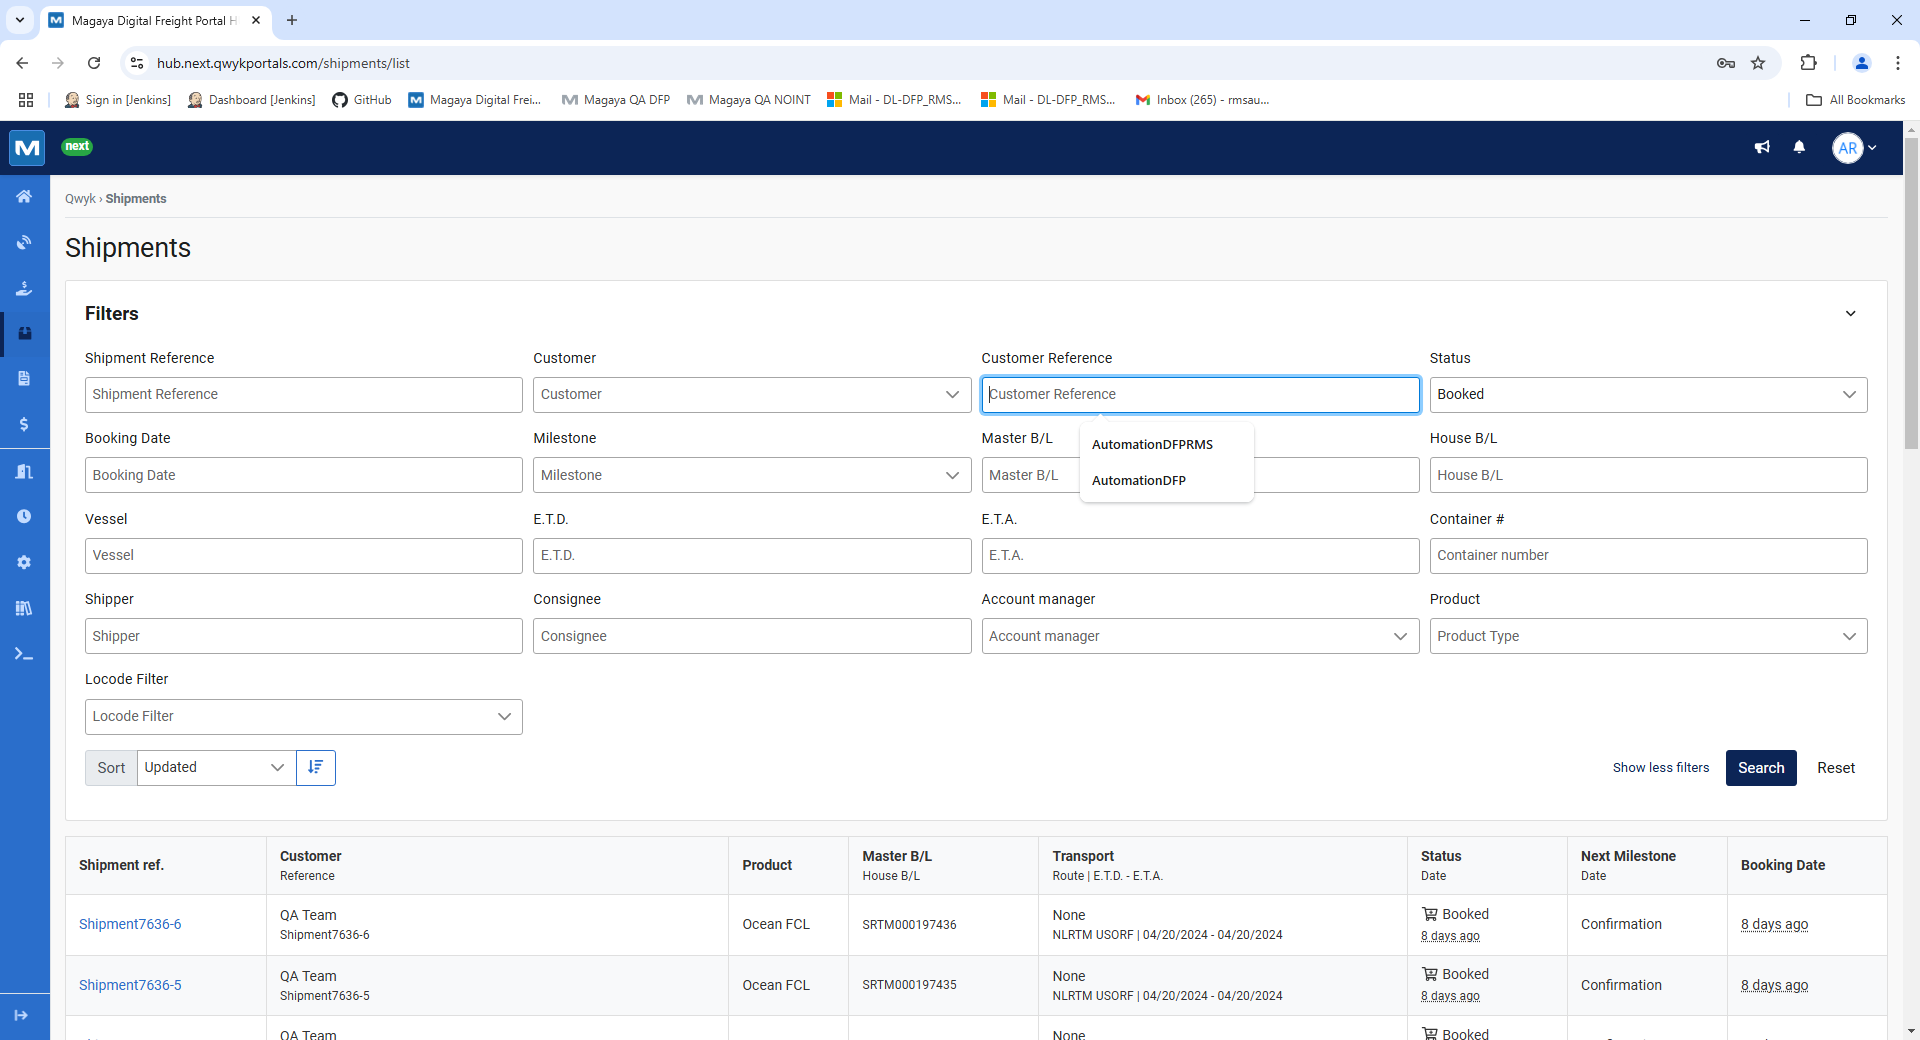 Magaya Digital Freight Portal H
hub.next.qwykportals.com/shipments/list
Sign in [Jenkins]
Dashboard [Jenkins]
GitHub
Magaya Digital Frei...
Magaya QA DFP
Magaya QA NOINT
Mail - DL-DFP_RMS...
Mail - DL-DFP_RMS...
Inbox (265) - rmsau...
All Bookmarks
M
next
AR
Qwyk › Shipments
Shipments
Filters
Shipment Reference
Customer
Customer Reference
Status
Shipment Reference
Customer
Customer Reference
Booked
Booking Date
Milestone
Master B/L
House B/L
AutomationDFPRMS
AutomationDFP
Booking Date
Milestone
Master B/L
House B/L
Vessel
E.T.D.
E.T.A.
Container #
Vessel
E.T.D.
E.T.A.
Container number
Shipper
Consignee
Account manager
Product
Shipper
Consignee
Account manager
Product Type
Locode Filter
Locode Filter
Sort
Updated
Show less filters
Search
Reset
Shipment ref.
Customer
Reference
Product
Master B/L
House B/L
Transport
Route | E.T.D. - E.T.A.
Status
Date
Next Milestone
Date
Booking Date
Shipment7636-6
QA Team
Shipment7636-6
Ocean FCL
SRTM000197436
None
NLRTM USORF | 04/20/2024 - 04/20/2024
Booked
8 days ago
Confirmation
8 days ago
Shipment7636-5
QA Team
Shipment7636-5
Ocean FCL
SRTM000197435
None
NLRTM USORF | 04/20/2024 - 04/20/2024
Booked
8 days ago
Confirmation
8 days ago
QA Team
None
Booked